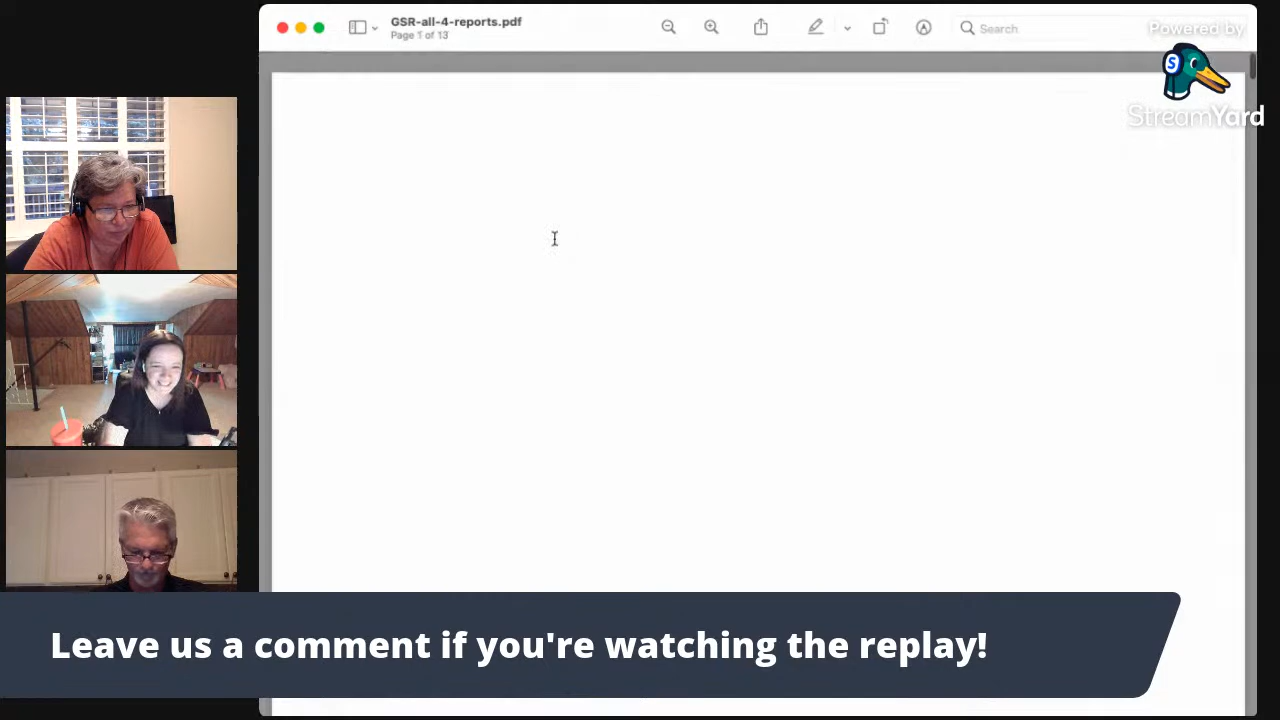 GSR-all-4-reports.pdf
Page 1 of 13
Search
Powered by
S
StreamYard
Leave us a comment if you're watching the replay!